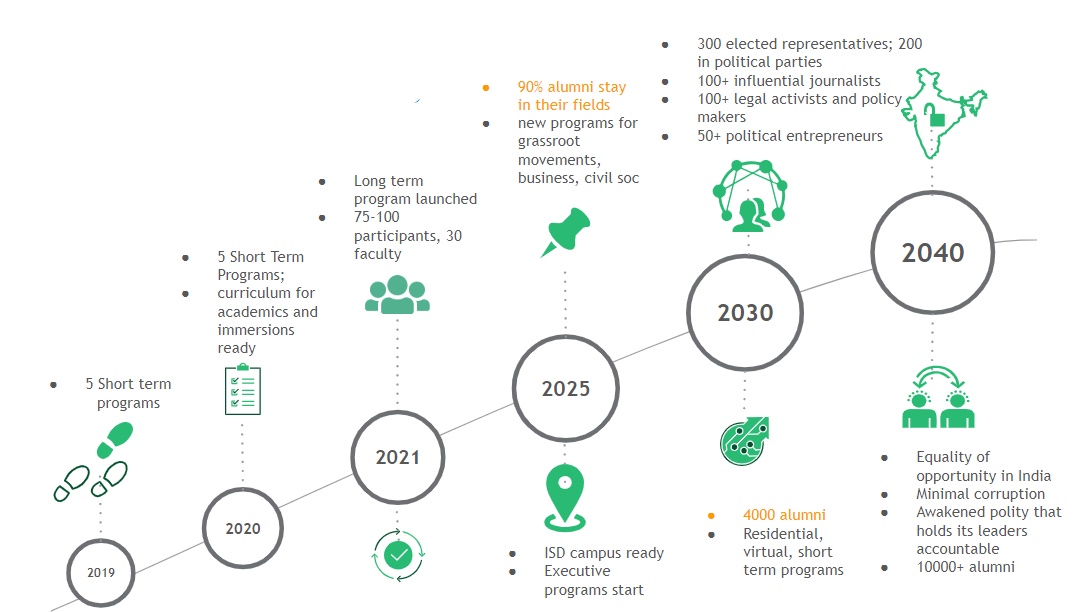 ● 5 Short term
programs
2019
● 5 Short Term
Programs;
● curriculum for
academics and
immersions
ready
2020
● Long term
program launched
● 75-100
participants, 30
faculty
2021
● 90% alumni stay
in their fields
● new programs for
grassroot
movements,
business, civil soc
2025
● ISD campus ready
● Executive
programs start
● 300 elected representatives; 200
in political parties
● 100+ influential journalists
● 100+ legal activists and policy
makers
● 50+ political entrepreneurs
2030
● 4000 alumni
● Residential,
virtual, short
term programs
2040
● Equality of
opportunity in India
● Minimal corruption
● Awakened polity that
holds its leaders
accountable
● 10000+ alumni